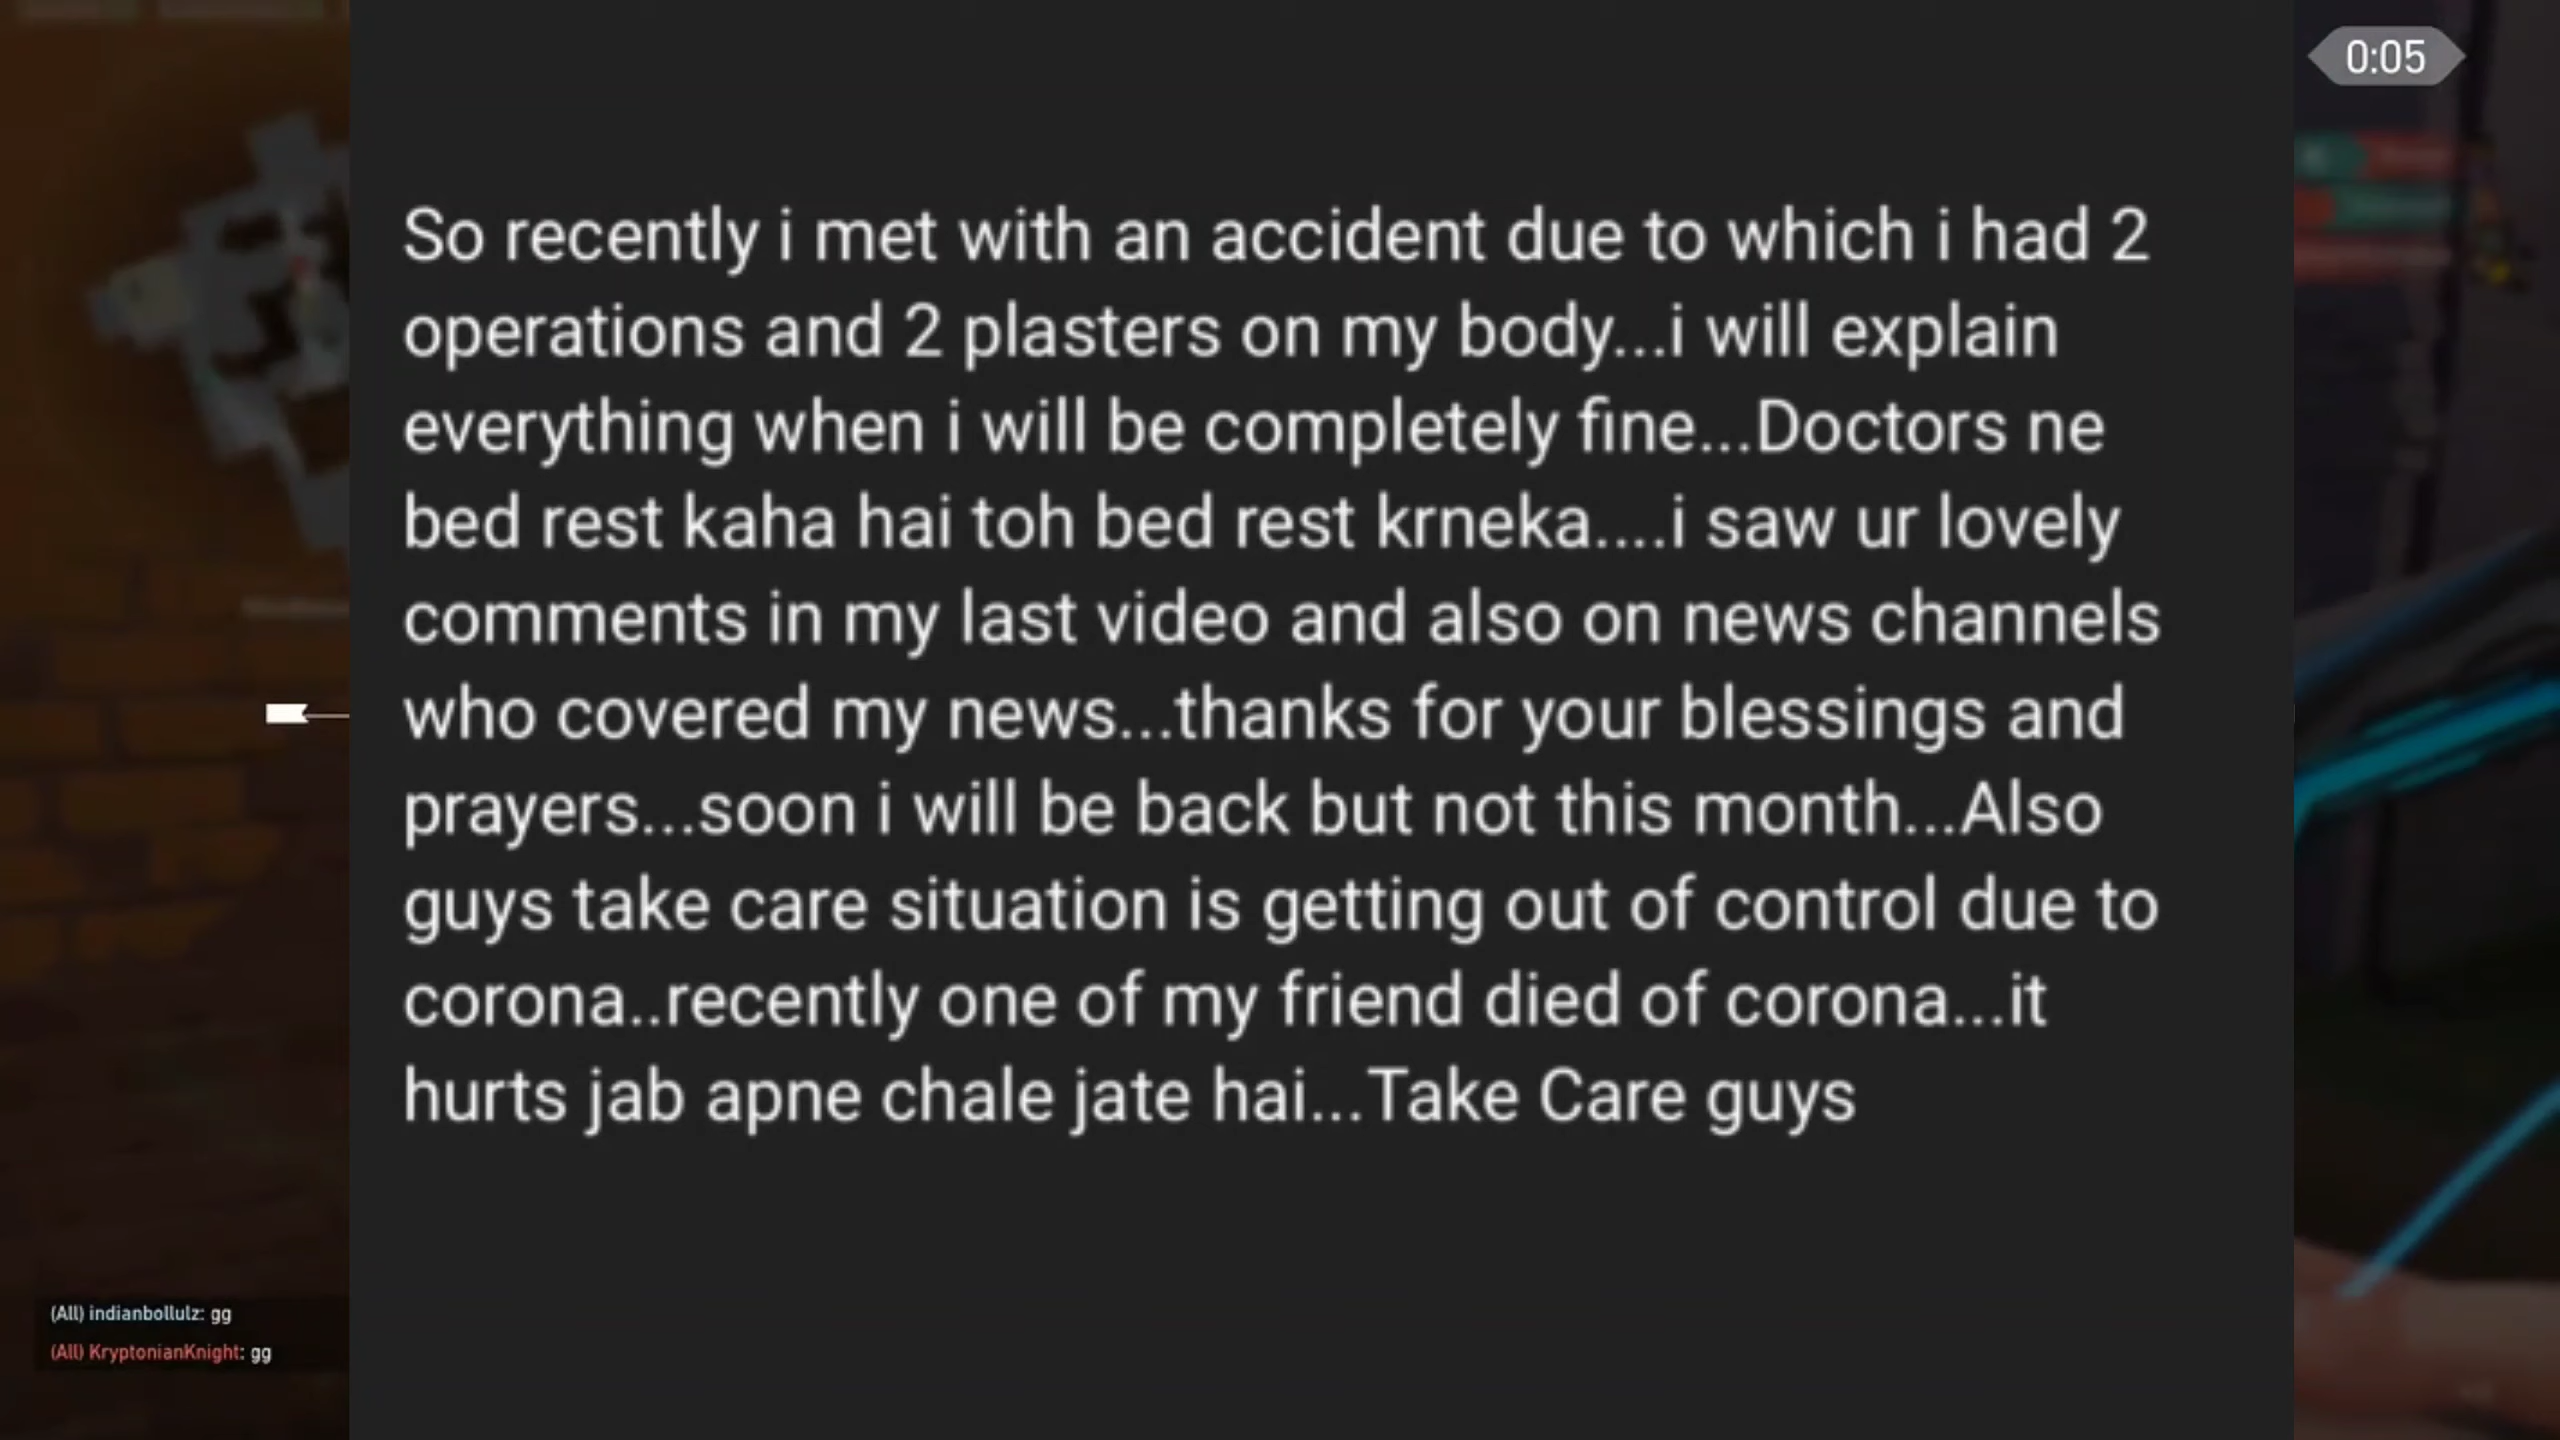 0:05
So recently i met with an accident due to which i had 2
operations and 2 plasters on my body...i will explain
everything when i will be completely fine...Doctors ne
bed rest kaha hai toh bed rest krneka....i saw ur lovely
comments in my last video and also on news channels
who covered my news...thanks for your blessings and
prayers...soon i will be back but not this month...Also
guys take care situation is getting out of control due to
corona..recently one of my friend died of corona...it
hurts jab apne chale jate hai...Take Care guys
(All) indianbollulz: gg
(All) KryptonianKnight: gg